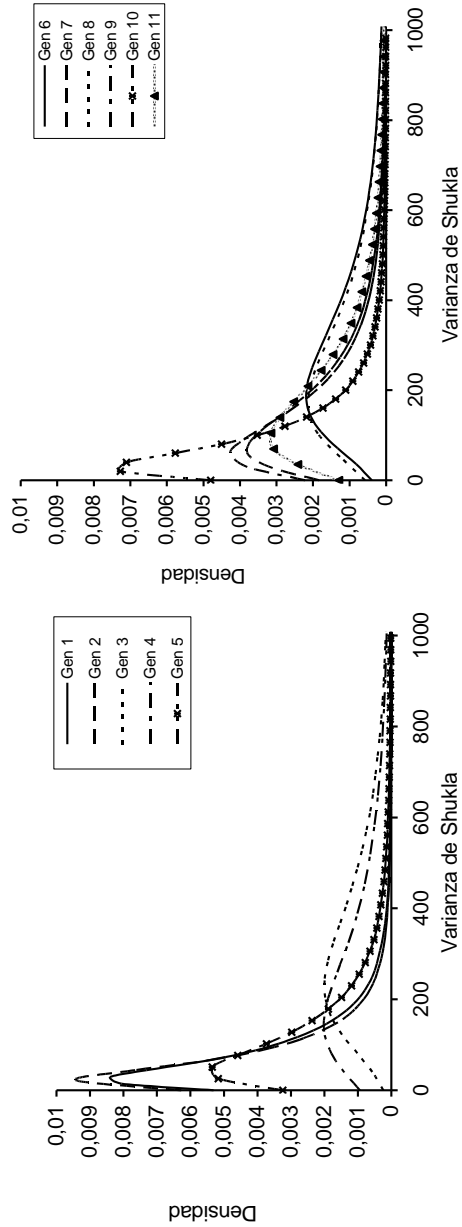 Densidad
0,01
0,009
0,008
0,007
0,006
0,005
0,004
0,003
0,002
0,001
0
0
200
400
600
800
1000
Varianza de Shukla
Gen 1
Gen 2
Gen 3
Gen 4
Gen 5
Densidad
0,01
0,009
0,008
0,007
0,006
0,005
0,004
0,003
0,002
0,001
0
0
200
400
600
800
1000
Varianza de Shukla
Gen 6
Gen 7
Gen 8
Gen 9
Gen 10
Gen 11